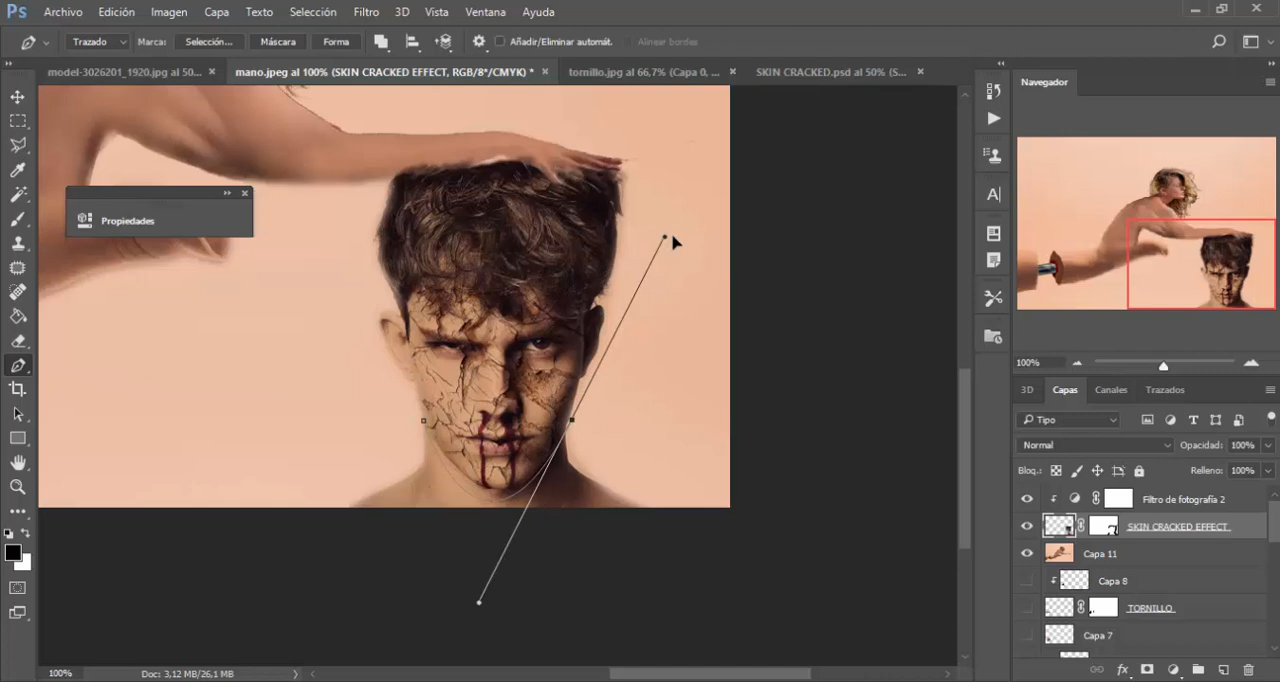 Ps Archivo Edición Imagen Capa Texto Selección Filtro 3D Vista Ventana Ayuda
Trazado Marca: Selección... Máscara Forma Añadir/Eliminar automát. Alinear bordes
model-3026201_1920.jpg al 50... × mano.jpeg al 100% (SKIN CRACKED EFFECT, RGB/8*/CMYK) * × tornillo.jpg al 66,7% (Capa 0, ... × SKIN CRACKED.psd al 50% (S... ×
Navegador
Propiedades
100%
3D Capas Canales Trazados
Tipo
Normal Opacidad: 100%
Bloq.: Relleno: 100%
Filtro de fotografía 2
SKIN CRACKED EFFECT
Capa 11
Capa 8
TORNILLO
Capa 7
100% Doc: 3,12 MB/26,1 MB